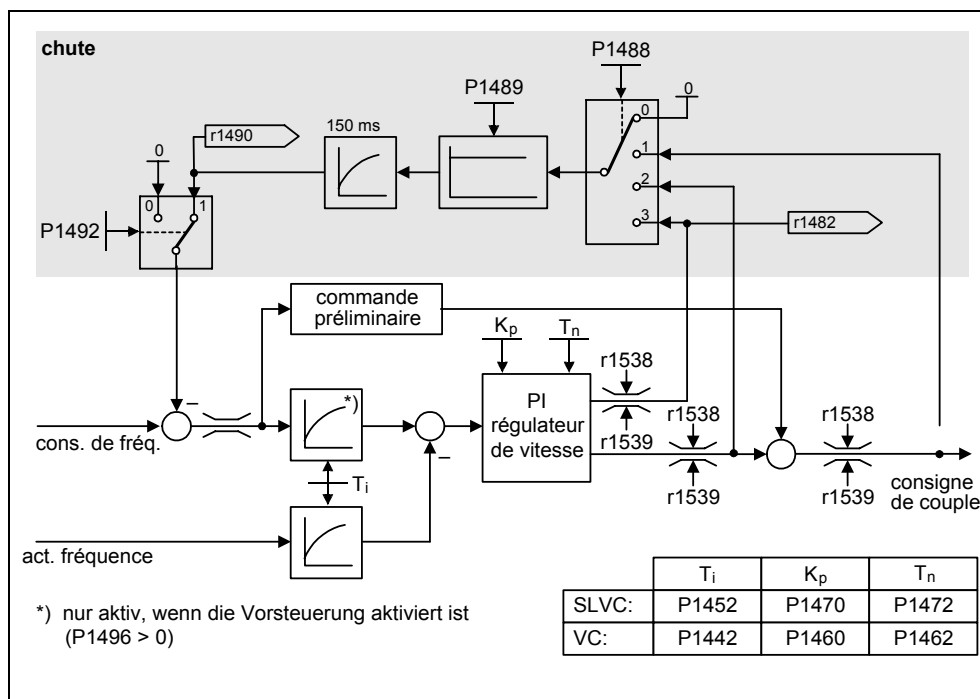 chute
P1488
P1489
0
0
150 ms
r1490
1
0
2
0
1
3
r1482
P1492
commande
préliminaire
Kp
Tn
r1538
*)
PI
régulateur
de vitesse
r1538
r1538
–
cons. de fréq.
r1539
–
Ti
r1539
r1539
consigne
de couple
act. fréquence
Ti Kp Tn
SLVC: P1452 P1470 P1472
VC: P1442 P1460 P1462
*) nur aktiv, wenn die Vorsteuerung aktiviert ist
(P1496 > 0)